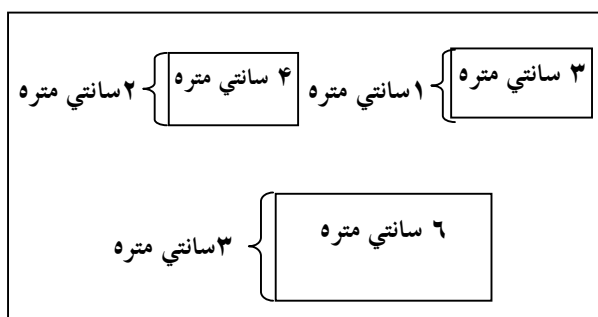 ۳ سانتي متره
۱سانتي متره
۴ سانتي متره
۲سانتي متره
٦ سانتي متره
۳سانتي متره